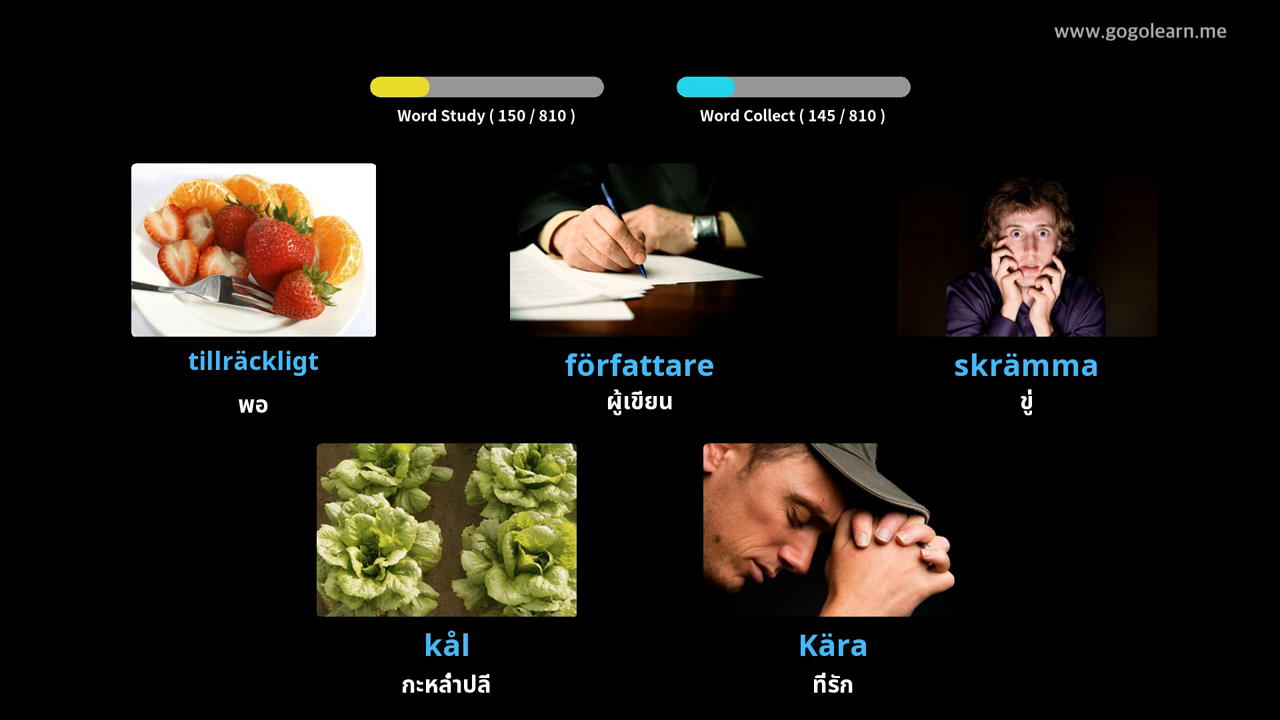 www.gogolearn.me
Word Study ( 150 / 810 )
Word Collect ( 145 / 810 )
tillräckligt
พอ
författare
ผู้เขียน
skrämma
ขู่
kål
กะหล่ำปลี
Kära
ที่รัก